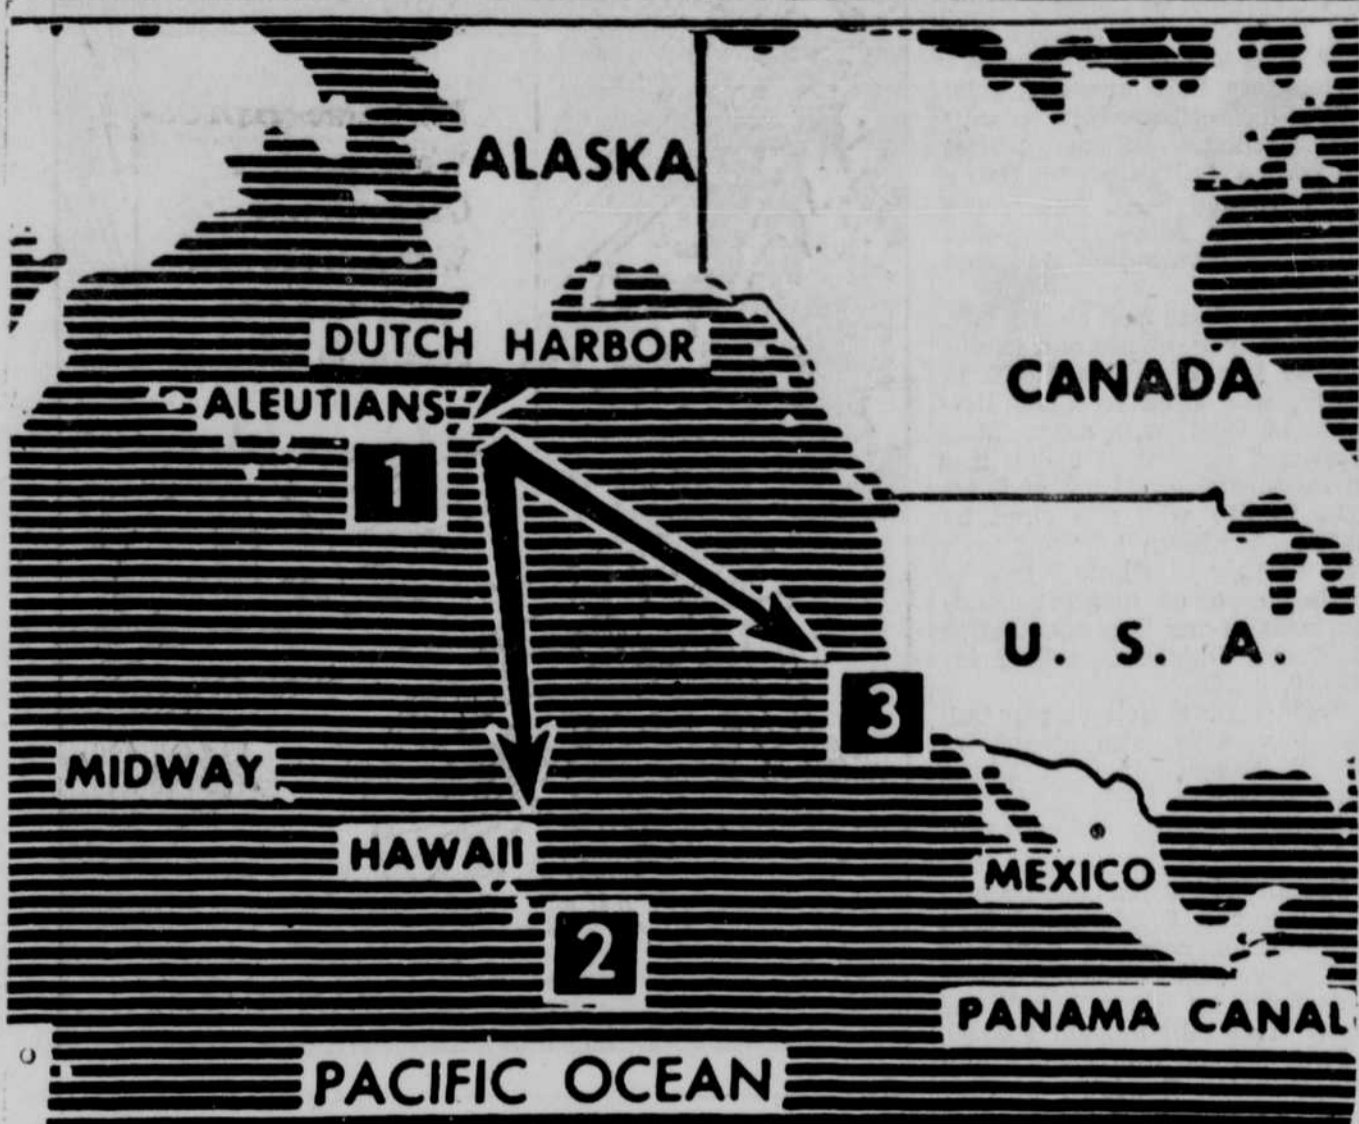 ALASKA
DUTCH HARBOR
CANADA
ALEUTIANS
1
U. S. A.
3
MIDWAY
HAWAII
MEXICO
2
PANAMA CANAL
PACIFIC OCEAN